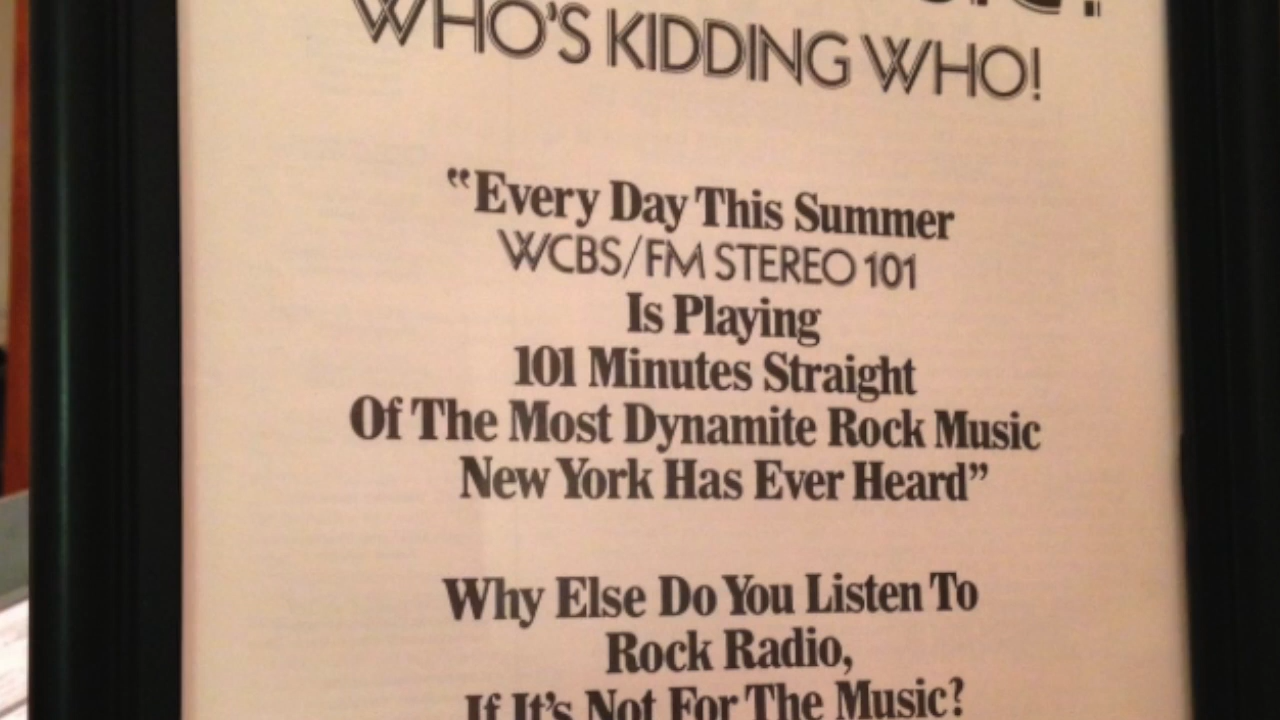 WHO'S KIDDING WHO!
"Every Day This Summer
WCBS/FM STEREO 101
Is Playing
101 Minutes Straight
Of The Most Dynamite Rock Music
New York Has Ever Heard"
Why Else Do You Listen To
Rock Radio,
If It's Not For The Music?